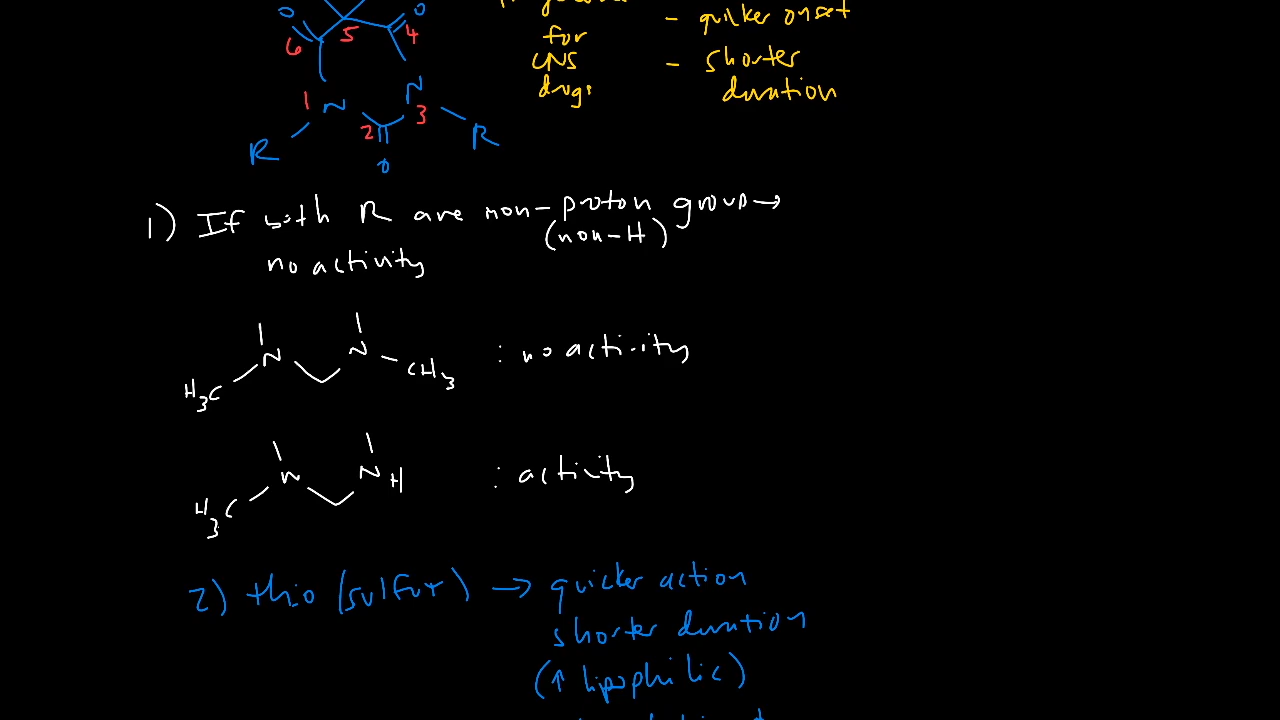 O O
6 5 4
for
CNS
drugs
- quicker onset
- shorter
duration
1 N N
2 3
R R
O
1) If both R are non-proton group→
(non-H)
no activity
N N
H3C CH3 : no activity
N N H : activity
H3C
2) thio (sulfur) → quicker action
shorter duration
(↑ lipophilic)